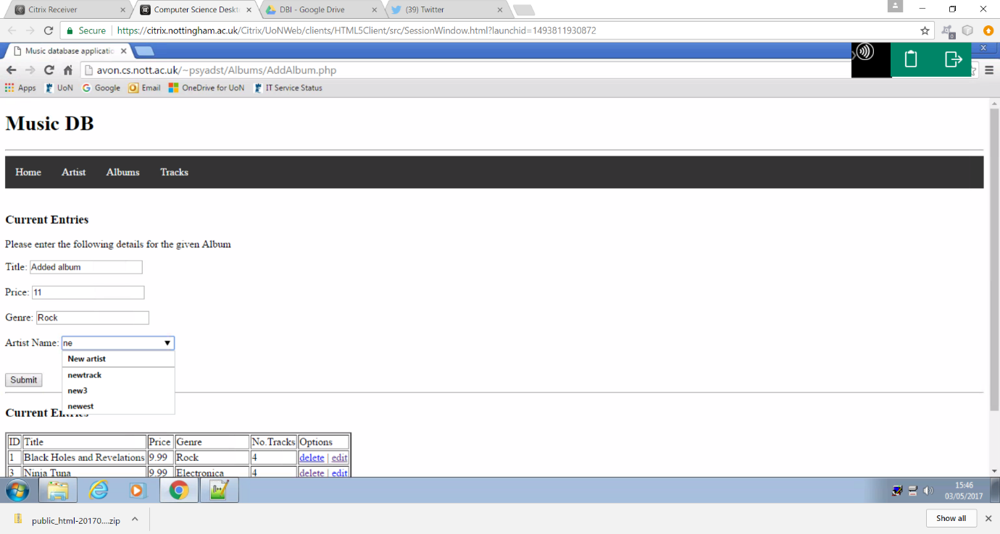 Citrix Receiver
Computer Science Deskt
DBI - Google Drive
(39) Twitter
Secure
https://citrix.nottingham.ac.uk/Citrix/UoNWeb/clients/HTML5Client/src/SessionWindow.html?launchid=1493811930872
0
Music database applicatio
avon.cs.nott.ac.uk/~psyadst/Albums/AddAlbum.php
Apps UoN Google Email OneDrive for UoN IT Service Status
Music DB
Home Artist Albums Tracks
Current Entries
Please enter the following details for the given Album
Title: Added album
Price: 11
Genre: Rock
Artist Name: ne
New artist
newtrack
new3
newest
Submit
ID Title Price Genre No.Tracks Options
1 Black Holes and Revelations 9.99 Rock 4 delete | edit
3 Ninja Tuna 9.99 Electronica 4 delete | edit
15:46
03/05/2017
public_html-20170....zip
Show all